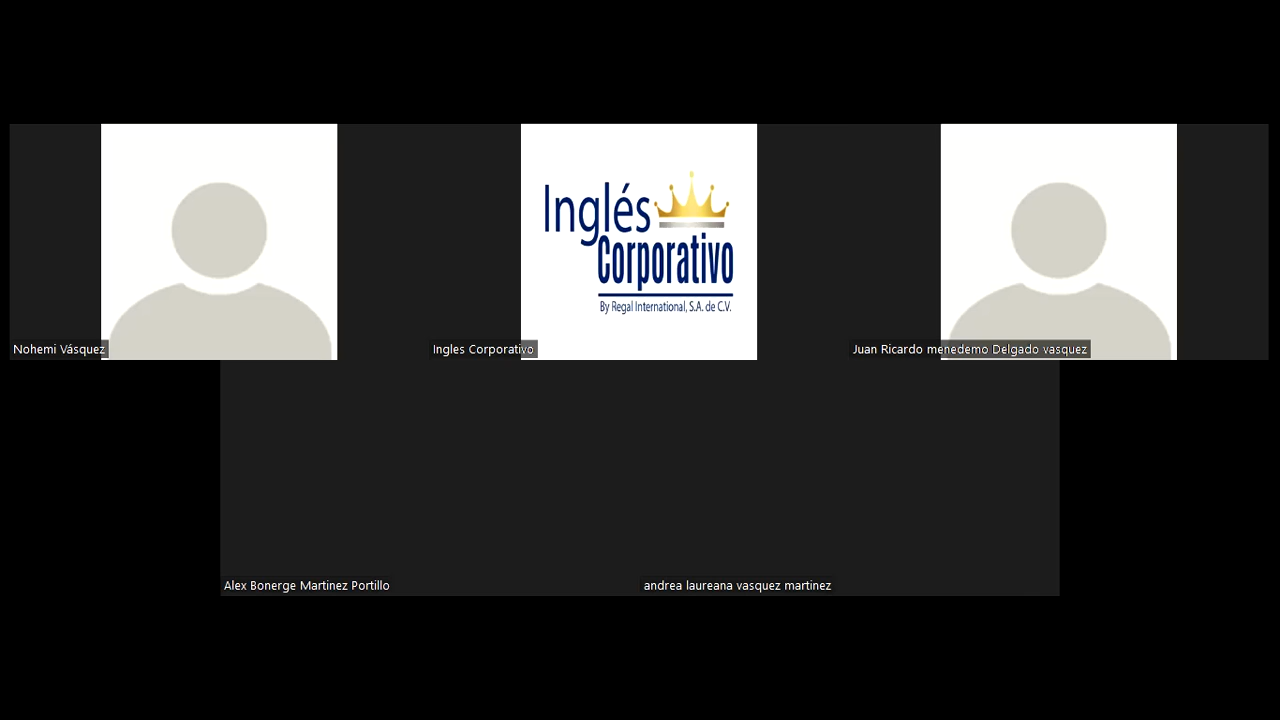 Inglés
Corporativo
By Regal International, S.A. de C.V.
Nohemi Vásquez
Ingles Corporativo
Juan Ricardo menedemo Delgado vasquez
Alex Bonerge Martinez Portillo
andrea laureana vasquez martinez